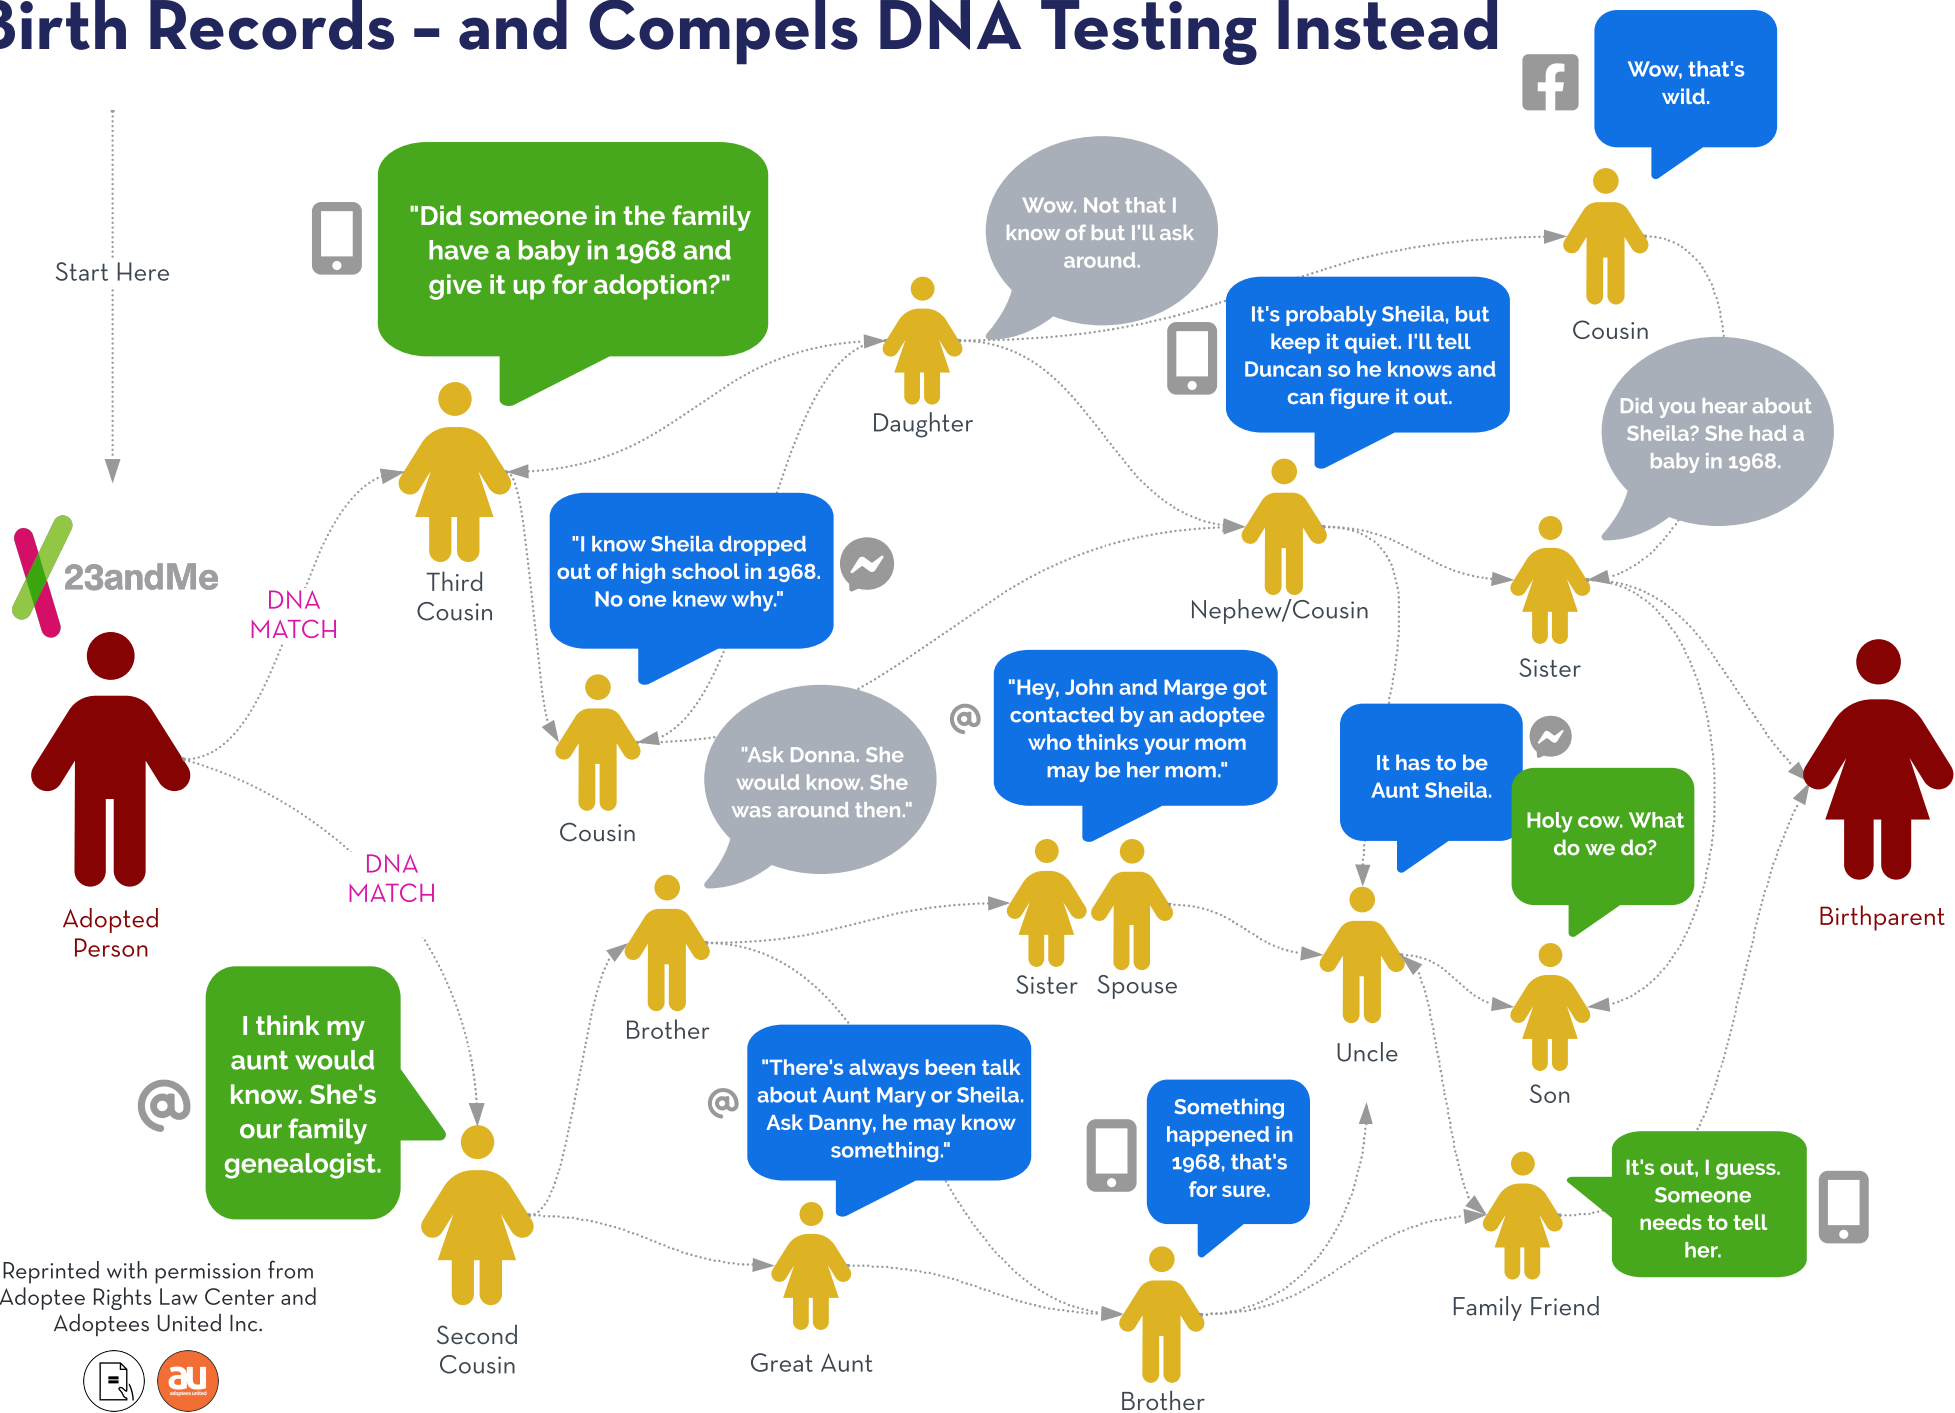 Birth Records – and Compels DNA Testing Instead
Wow, that's
wild.
"Did someone in the family
have a baby in 1968 and
give it up for adoption?"
Wow. Not that I
know of but I'll ask
around.
Start Here
It's probably Sheila, but
keep it quiet. I'll tell
Duncan so he knows and
can figure it out.
Cousin
Daughter
Did you hear about
Sheila? She had a
baby in 1968.
"I know Sheila dropped
out of high school in 1968.
No one knew why."
23andMe
DNA
MATCH
Third
Cousin
Nephew/Cousin
Sister
"Hey, John and Marge got
contacted by an adoptee
who thinks your mom
may be her mom."
"Ask Donna. She
would know. She
was around then."
It has to be
Aunt Sheila.
Holy cow. What
do we do?
Cousin
DNA
MATCH
Adopted
Person
Birthparent
Sister
Spouse
Brother
Uncle
Son
I think my
aunt would
know. She's
our family
genealogist.
@
@
@
"There's always been talk
about Aunt Mary or Sheila.
Ask Danny, he may know
something."
Something
happened in
1968, that's
for sure.
It's out, I guess.
Someone
needs to tell
her.
Reprinted with permission from
Adoptee Rights Law Center and
Adoptees United Inc.
Second
Cousin
Great Aunt
Brother
Family Friend
au
adoptees united